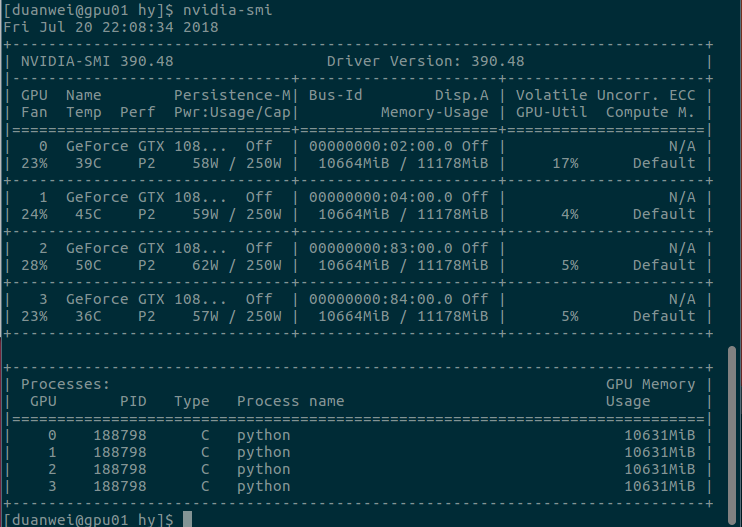 [duanwei@gpu01 hy]$ nvidia-smi
Fri Jul 20 22:08:34 2018
+-----------------------------------------------------------------------------+
| NVIDIA-SMI 390.48                 Driver Version: 390.48                    |
|-------------------------------+----------------------+----------------------+
| GPU  Name        Persistence-M| Bus-Id        Disp.A | Volatile Uncorr. ECC |
| Fan  Temp  Perf  Pwr:Usage/Cap|         Memory-Usage | GPU-Util  Compute M. |
|===============================+======================+======================|
|   0  GeForce GTX 108...  Off  | 00000000:02:00.0 Off |                  N/A |
| 23%   39C    P2    58W / 250W |  10664MiB / 11178MiB |     17%      Default |
+-------------------------------+----------------------+----------------------+
|   1  GeForce GTX 108...  Off  | 00000000:04:00.0 Off |                  N/A |
| 24%   45C    P2    59W / 250W |  10664MiB / 11178MiB |      4%      Default |
+-------------------------------+----------------------+----------------------+
|   2  GeForce GTX 108...  Off  | 00000000:83:00.0 Off |                  N/A |
| 28%   50C    P2    62W / 250W |  10664MiB / 11178MiB |      5%      Default |
+-------------------------------+----------------------+----------------------+
|   3  GeForce GTX 108...  Off  | 00000000:84:00.0 Off |                  N/A |
| 23%   36C    P2    57W / 250W |  10664MiB / 11178MiB |      5%      Default |
+-------------------------------+----------------------+----------------------+
+-----------------------------------------------------------------------------+
| Processes:                                                       GPU Memory |
|  GPU       PID   Type   Process name                             Usage      |
|=============================================================================|
|    0    188798      C   python                                     10631MiB |
|    1    188798      C   python                                     10631MiB |
|    2    188798      C   python                                     10631MiB |
|    3    188798      C   python                                     10631MiB |
+-----------------------------------------------------------------------------+
[duanwei@gpu01 hy]$